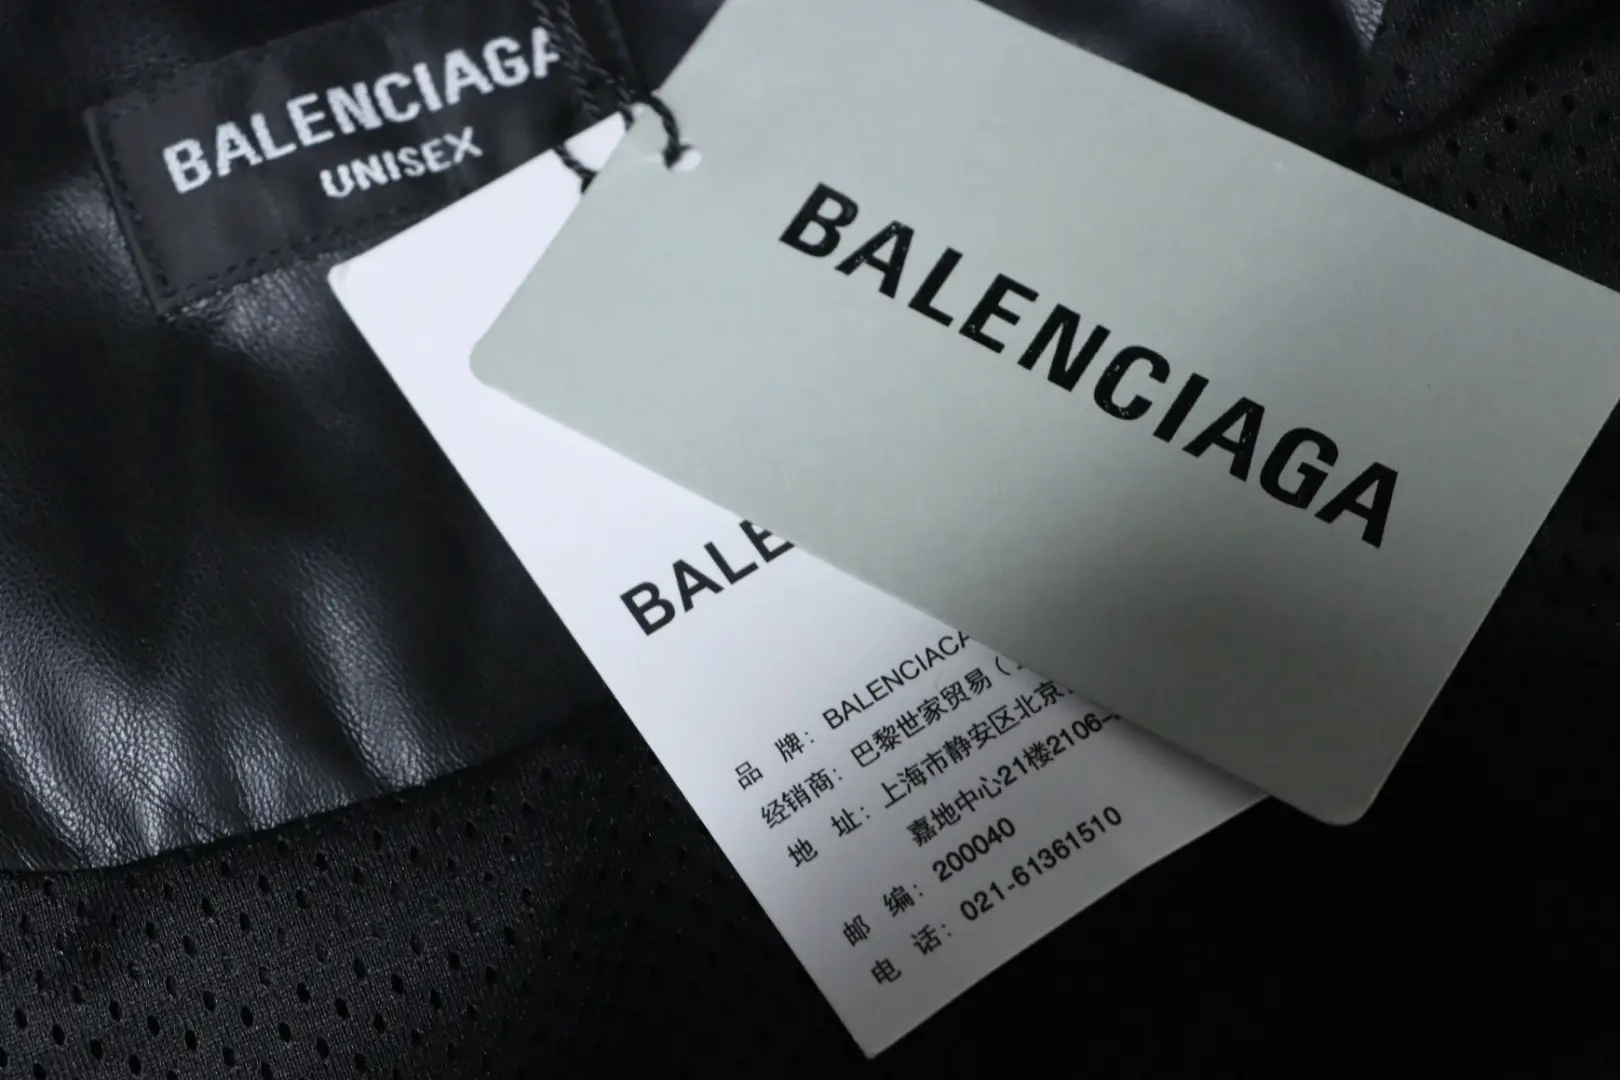 BALENCIAGA
UNISEX
BALENCIAGA
BALE
品 牌: BALENCIACA
经销商: 巴黎世家贸易（
地 址: 上海市静安区北京
嘉地中心21楼2106-
邮 编: 200040
电 话: 021-61361510